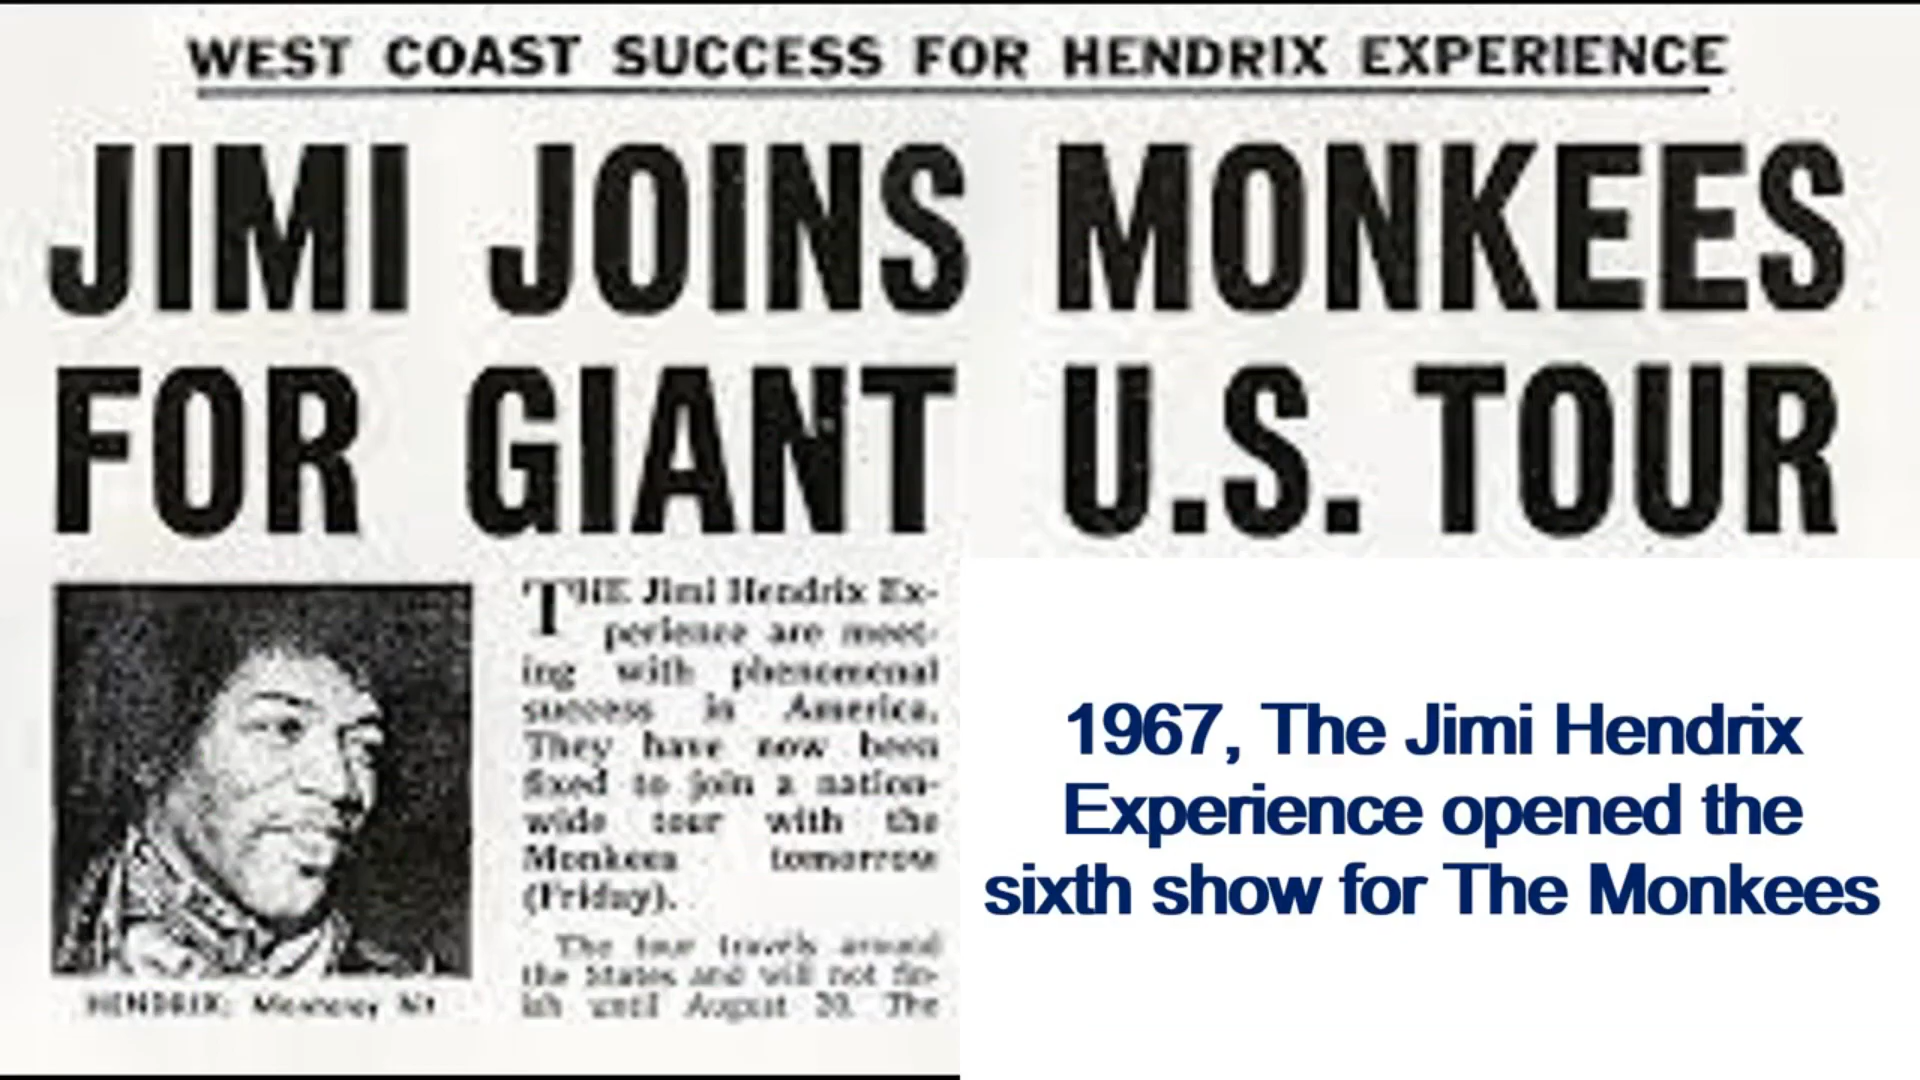 WEST COAST SUCCESS FOR HENDRIX EXPERIENCE
JIMI JOINS MONKEES
FOR GIANT U.S. TOUR
THE Jimi Hendrix Ex-
perience are meet-
ing with phenomenal
success in America.
They have now been
fixed to join a nation-
wide tour with the
Monkees tomorrow
(Friday).
The tour travels around
the States and will not fin-
ish until August 20. The
HENDRIX: Monterey hit
1967, The Jimi Hendrix
Experience opened the
sixth show for The Monkees